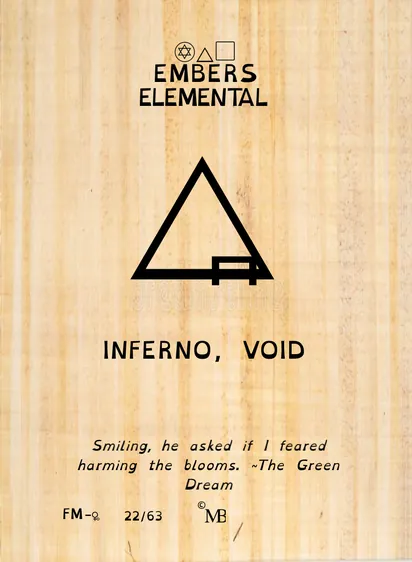 EMBERS
ELEMENTAL
INFERNO, VOID
Smiling, he asked if I feared
harming the blooms. ~The Green
Dream
FM-♀ 22/63 ©MB